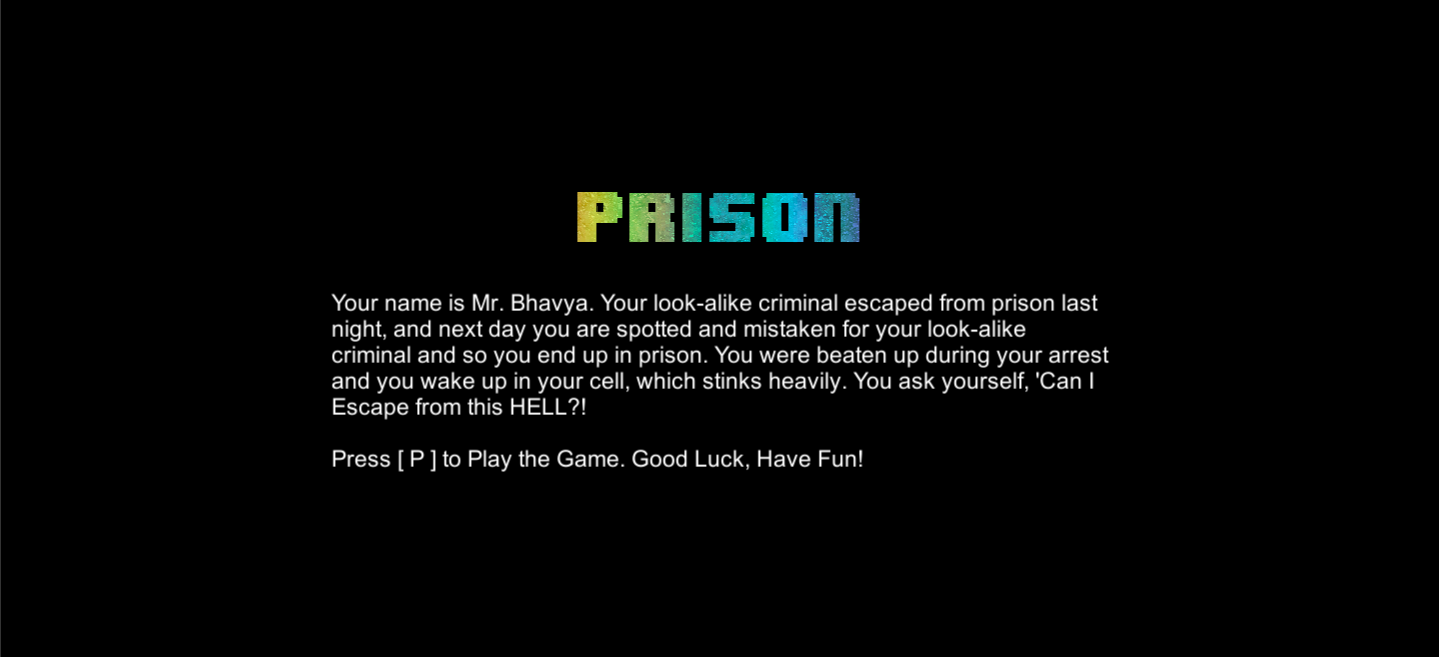 PRISON
Your name is Mr. Bhavya. Your look-alike criminal escaped from prison last
night, and next day you are spotted and mistaken for your look-alike
criminal and so you end up in prison. You were beaten up during your arrest
and you wake up in your cell, which stinks heavily. You ask yourself, 'Can I
Escape from this HELL?!
Press [ P ] to Play the Game. Good Luck, Have Fun!